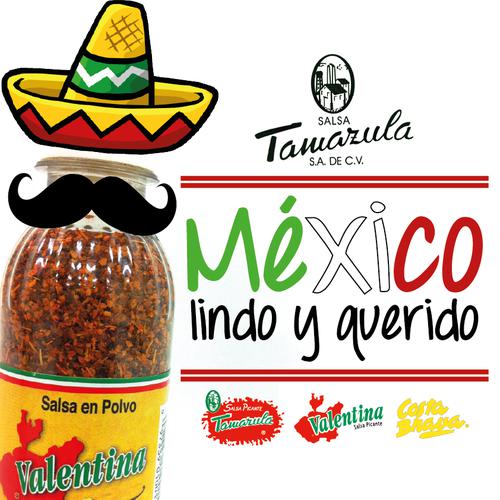 SALSA
Tamazula
S.A. DE C.V.
México
lindo y querido
Salsa en Polvo
Valentina
SALSA PICANTE
Tamazula
Valentina
Salsa Picante
Costa
Brava